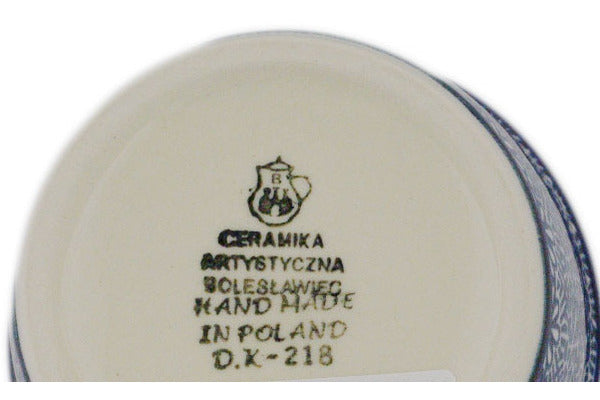 B
CERAMIKA
ARTYSTYCZNA
BOLESŁAWIEC
HAND MADE
IN POLAND
D.K-218